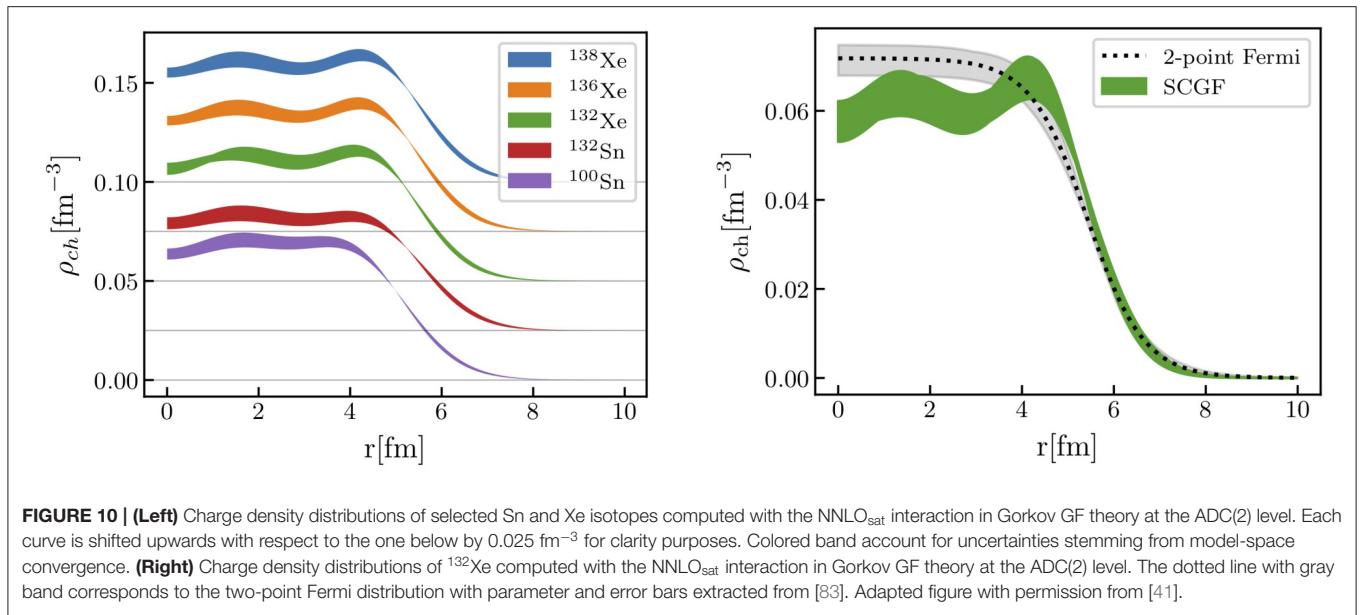 0.15
0.10
0.05
0.00
ρch[fm⁻³]
0
2
4
6
8
10
r[fm]
¹³⁸Xe
¹³⁶Xe
¹³²Xe
¹³²Sn
¹⁰⁰Sn
0.06
0.04
0.02
0.00
ρch[fm⁻³]
0
2
4
6
8
10
r[fm]
2-point Fermi
SCGF
FIGURE 10 | (Left) Charge density distributions of selected Sn and Xe isotopes computed with the NNLOsat interaction in Gorkov GF theory at the ADC(2) level. Each
curve is shifted upwards with respect to the one below by 0.025 fm⁻³ for clarity purposes. Colored band account for uncertainties stemming from model-space
convergence. (Right) Charge density distributions of ¹³²Xe computed with the NNLOsat interaction in Gorkov GF theory at the ADC(2) level. The dotted line with gray
band corresponds to the two-point Fermi distribution with parameter and error bars extracted from [83]. Adapted figure with permission from [41].